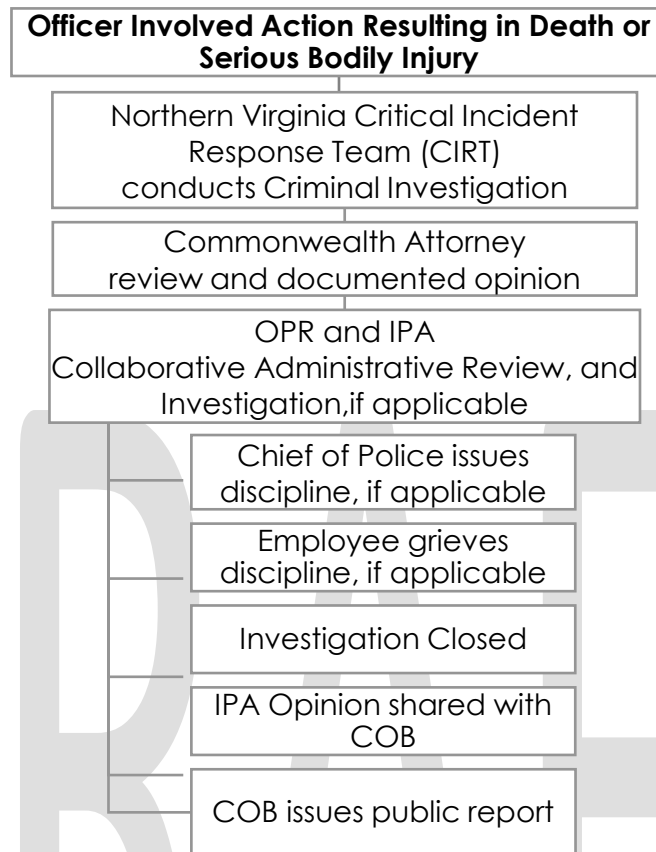 Officer Involved Action Resulting in Death or
Serious Bodily Injury
Northern Virginia Critical Incident
Response Team (CIRT)
conducts Criminal Investigation
Commonwealth Attorney
review and documented opinion
OPR and IPA
Collaborative Administrative Review, and
Investigation,if applicable
Chief of Police issues
discipline, if applicable
Employee grieves
discipline, if applicable
Investigation Closed
IPA Opinion shared with
COB
COB issues public report